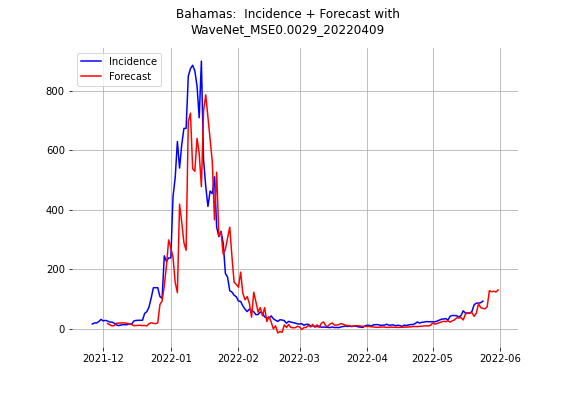 Bahamas:  Incidence + Forecast with
WaveNet_MSE0.0029_20220409
Incidence
Forecast
800
600
400
200
0
2021-12 2022-01 2022-02 2022-03 2022-04 2022-05 2022-06